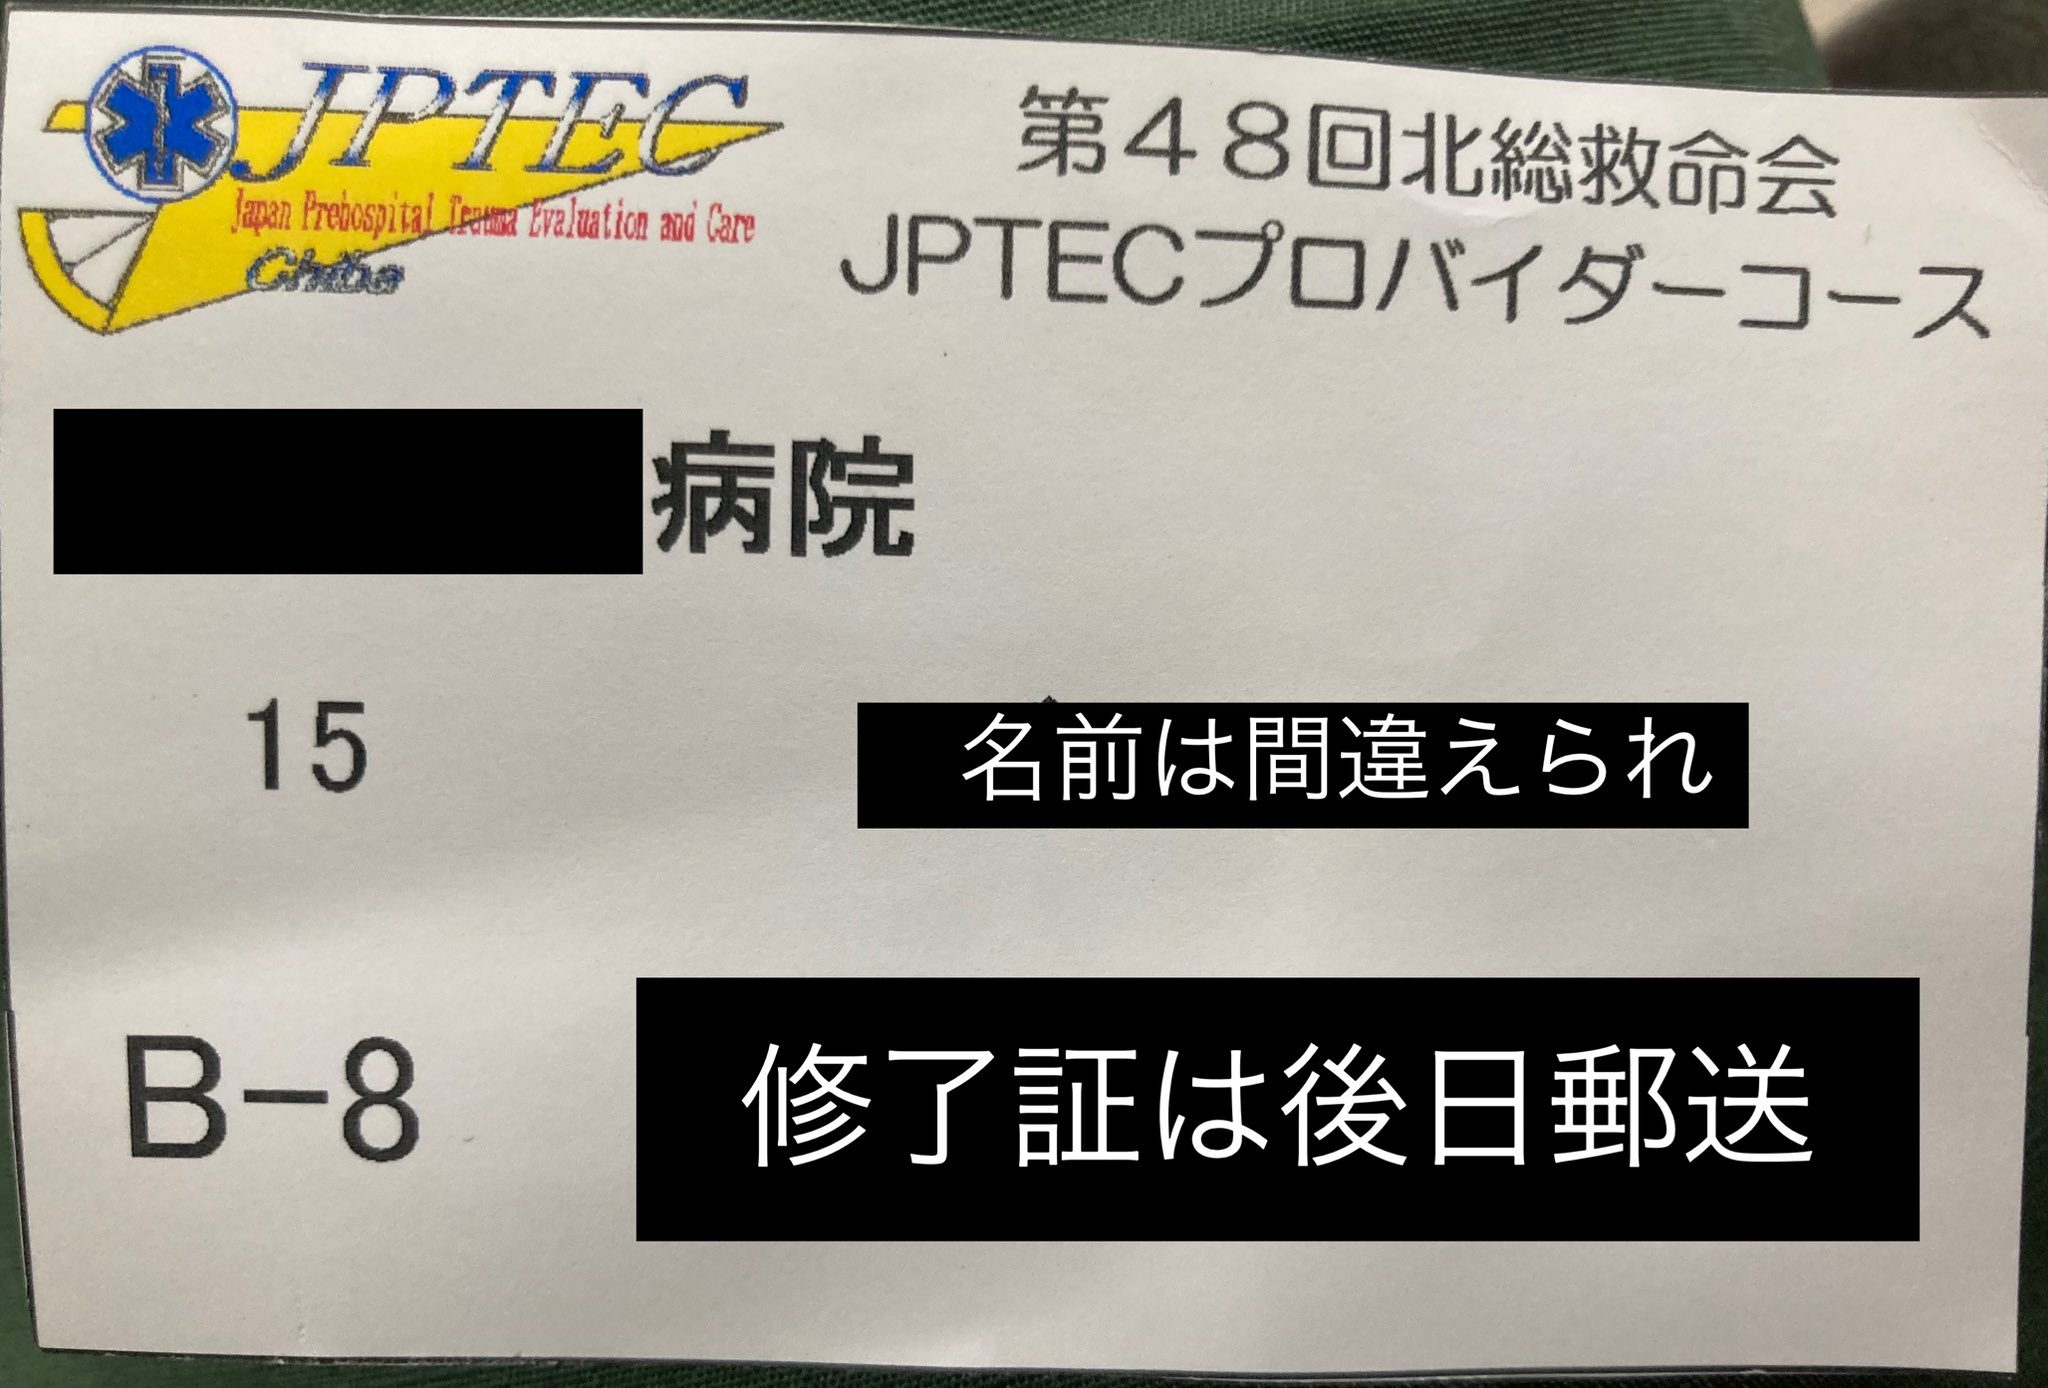 JPTEC
Japan Prehospital Trauma Evaluation and Care
Chiba
第48回北総救命会
JPTECプロバイダーコース
病院
15
名前は間違えられ
B-8
修了証は後日郵送